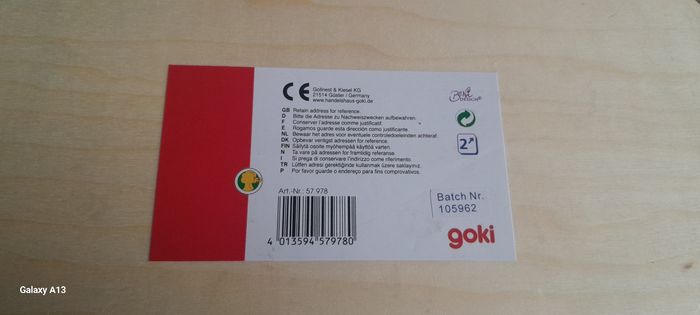 CE
Gollnest & Kiesel KG
21514 Güster / Germany
www.handelshaus-goki.de
GB Retain address for reference.
D Bitte die Adresse zu Nachweiszwecken aufbewahren.
F Conserver l'adresse comme justificatif.
E Rogamos guarde esta dirección como justificante.
NL Bewaar het adres voor eventuele controledoeleinden achteraf.
DK Opbevar venligst adressen for reference.
FIN Säilytä osoite myöhempää käyttöä varten.
N Ta vare på adressen for framtidig referanse.
I Si prega di conservare l'indirizzo come riferimento.
TR Lütfen adresi gerektiğinde kullanmak üzere saklayınız.
P Por favor guarde o endereço para fins comprovativos.
2
Art.-Nr.: 57.978
4 013594 579780
Batch Nr.
105962
goki
Galaxy A13